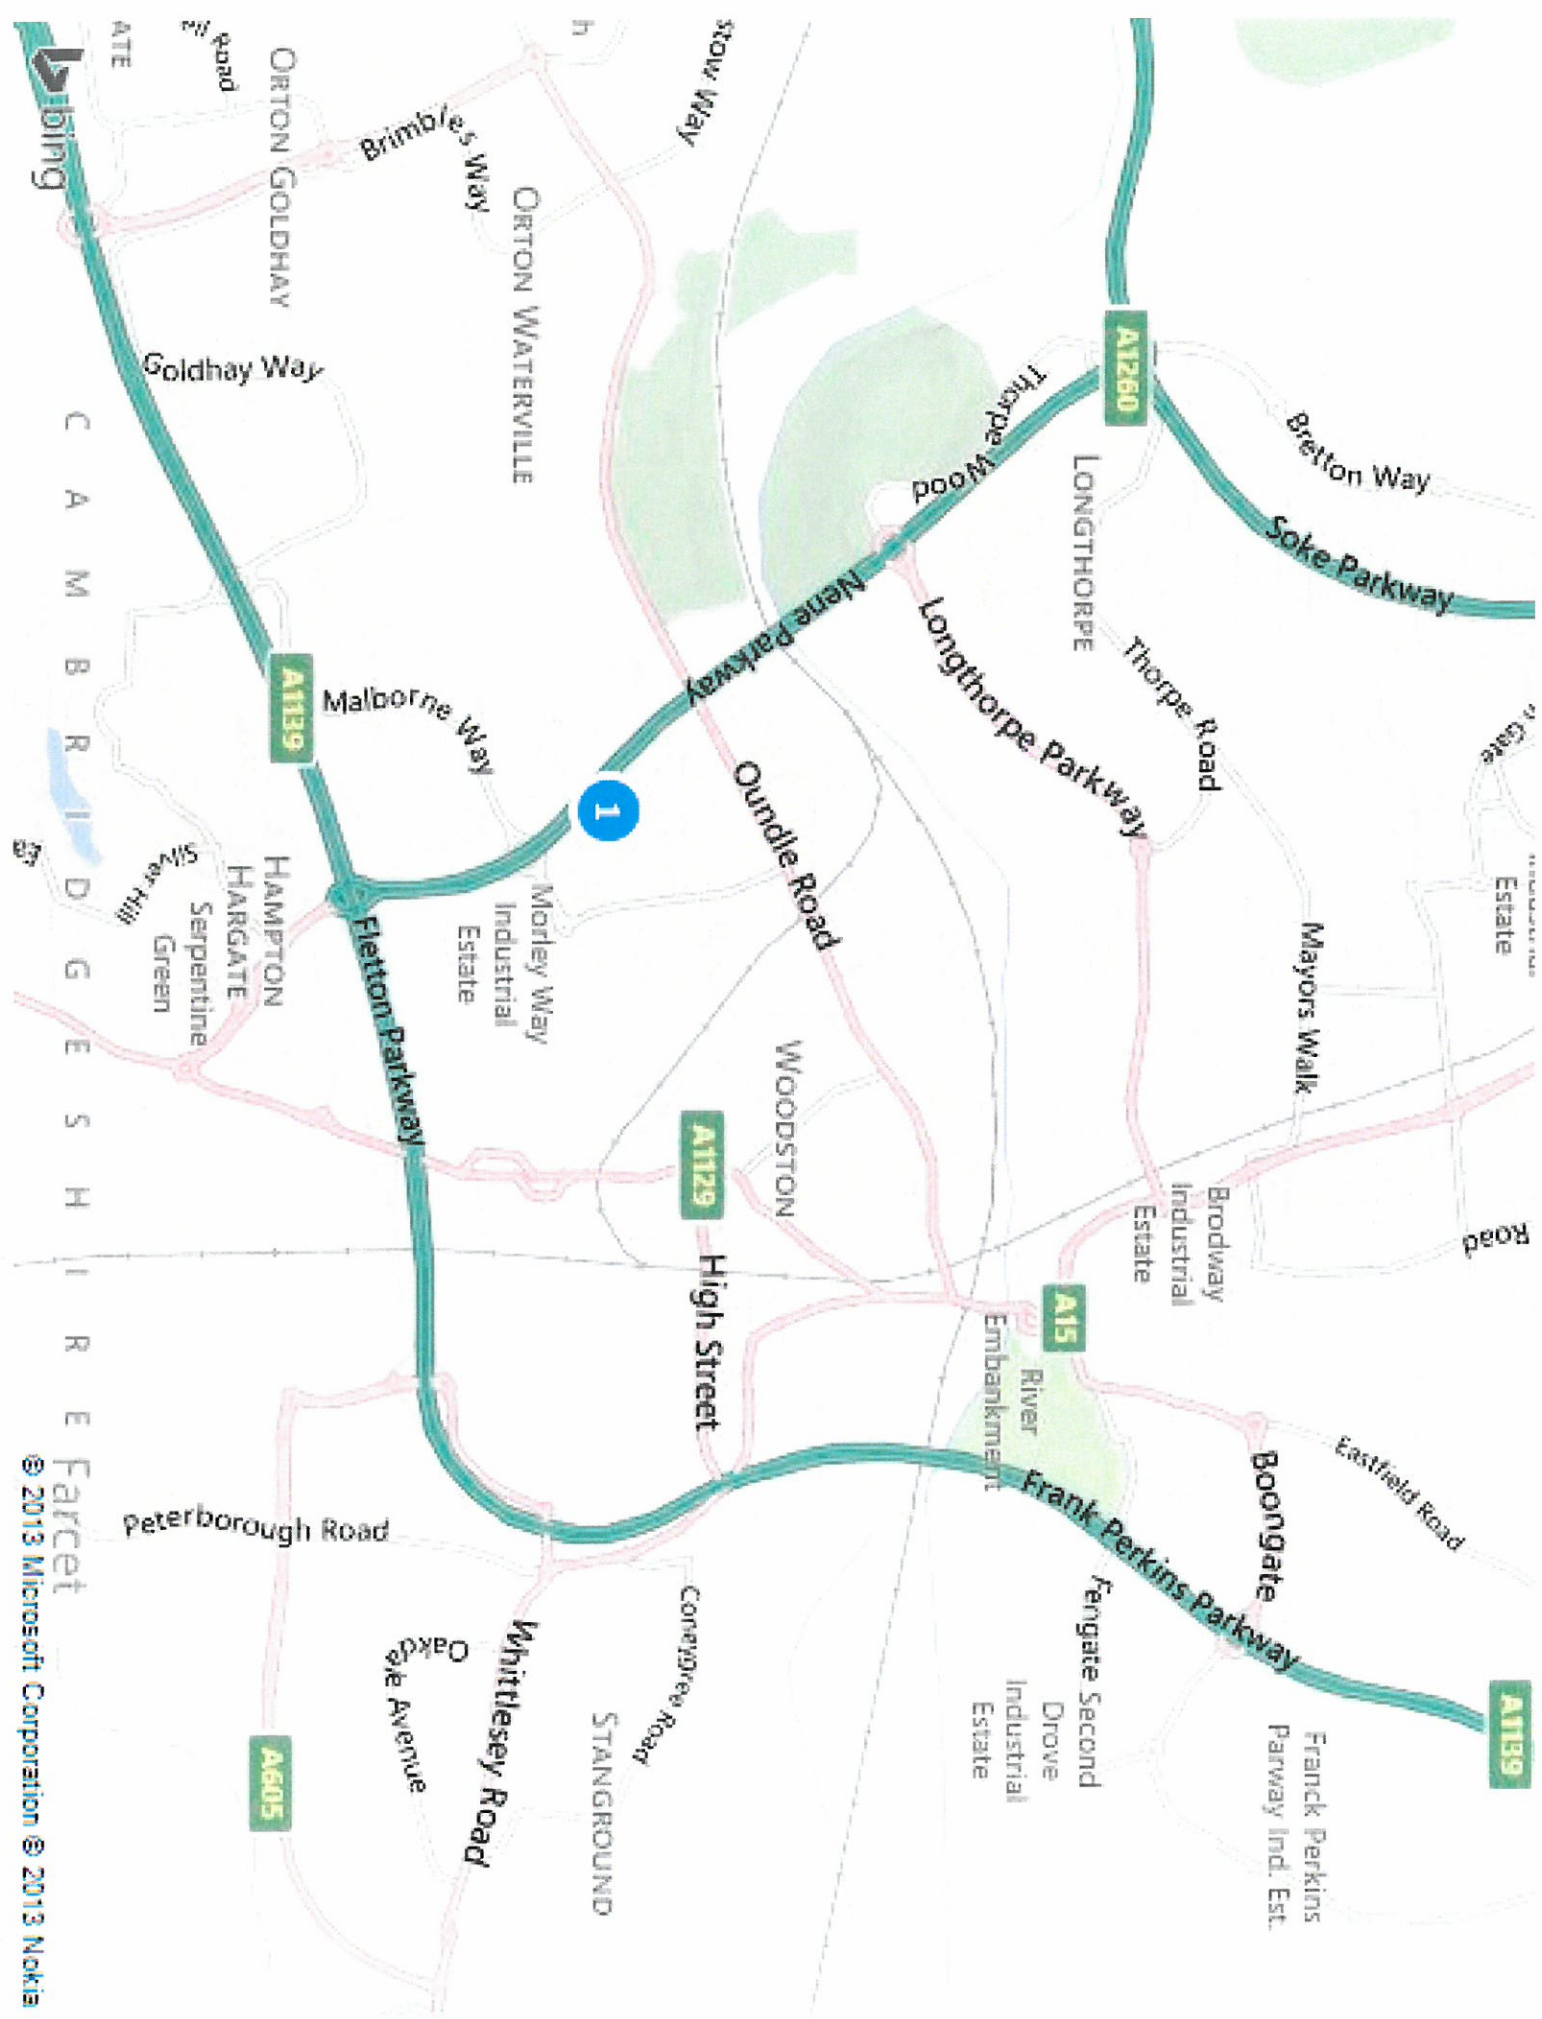 A1139
Franck Perkins
Parway Ind. Est.
Eastfield Road
Boongate
Frank Perkins Parkway
Fengate Second
Drove
Industrial
Estate
Road
Brodway
Industrial
Estate
A15
River
Embankment
Estate
Mayors Walk
Thorpe Road
Longthorpe Parkway
Bretton Way
Soke Parkway
A1260
LONGTHORPE
Thorpe Wood
Nene Parkway
Oundle Road
WOODSTON
A1129
High Street
Coneygree Road
STANGROUND
1
stow Way
ORTON WATERVILLE
Brimbles Way
Malborne Way
Morley Way
Industrial
Estate
Whittlesey Road
Oakdale Avenue
Fletton Parkway
Goldhay Way
ORTON GOLDHAY
A1139
HAMPTON
HARGATE
Serpentine
Green
Silver Hill
Peterborough Road
A605
ATE
CAMBRIDGESHIRE
Farcet
bing
© 2013 Microsoft Corporation © 2013 Nokia